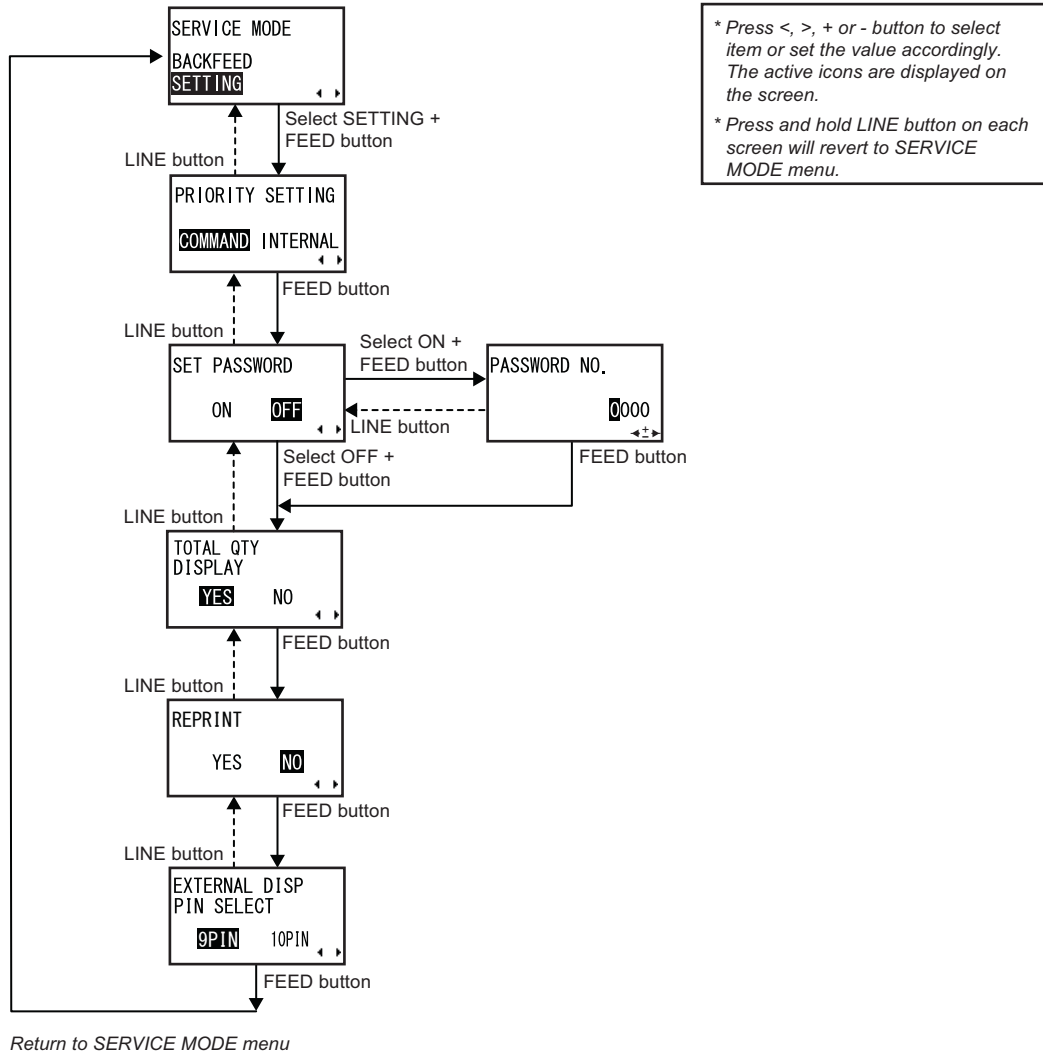 SERVICE MODE
BACKFEED
SETTING
Select SETTING +
FEED button
LINE button
PRIORITY SETTING
COMMAND INTERNAL
FEED button
LINE button
SET PASSWORD
ON OFF
Select ON +
FEED button
LINE button
PASSWORD NO.
0000
FEED button
Select OFF +
FEED button
LINE button
TOTAL QTY
DISPLAY
YES NO
FEED button
LINE button
REPRINT
YES NO
FEED button
LINE button
EXTERNAL DISP
PIN SELECT
9PIN 10PIN
FEED button
Return to SERVICE MODE menu
* Press <, >, + or - button to select
item or set the value accordingly.
The active icons are displayed on
the screen.
* Press and hold LINE button on each
screen will revert to SERVICE
MODE menu.